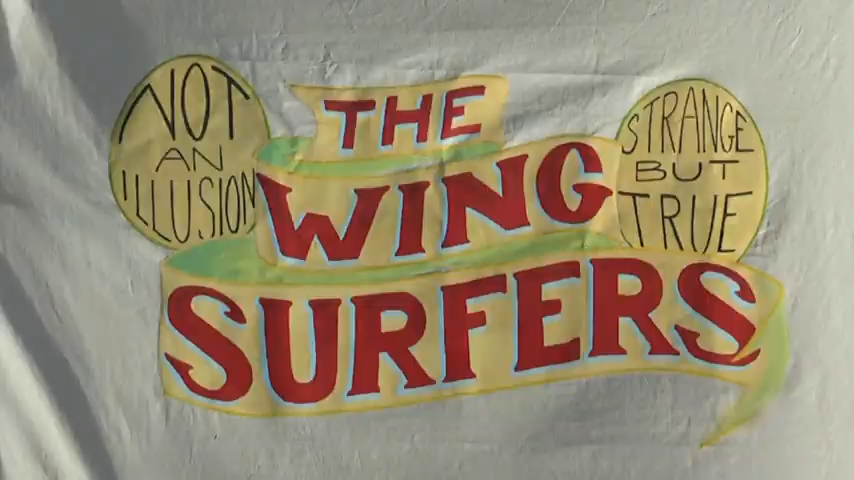 NOT
AN
ILLUSION
THE
WING
SURFERS
STRANGE
BUT
TRUE